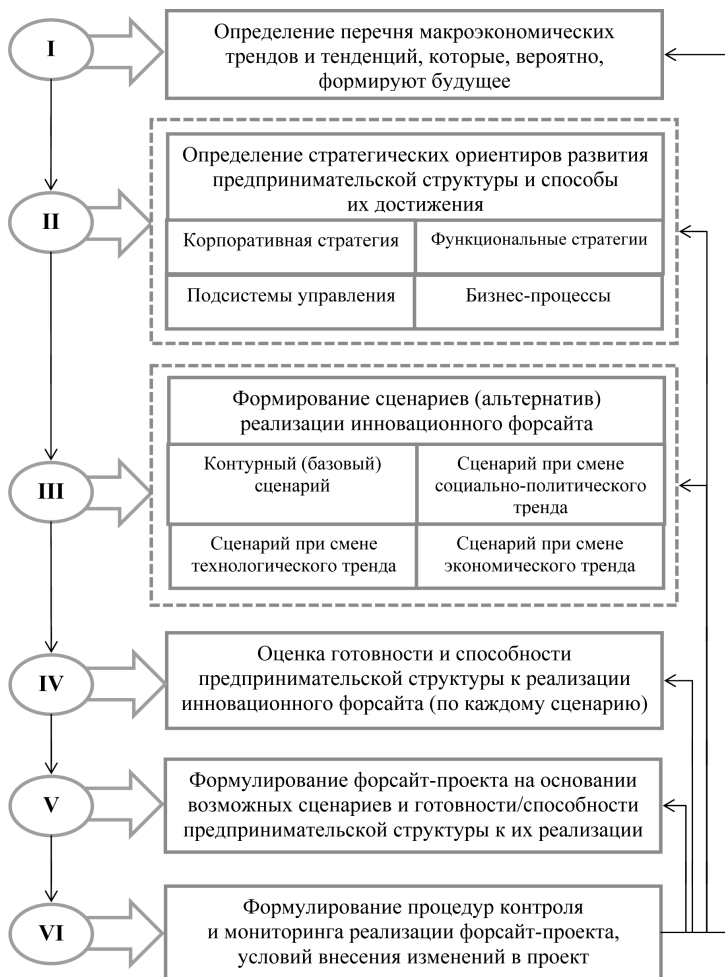 I
Определение перечня макроэкономических
трендов и тенденций, которые, вероятно,
формируют будущее
II
Определение стратегических ориентиров развития
предпринимательской структуры и способы
их достижения
Корпоративная стратегия
Функциональные стратегии
Подсистемы управления
Бизнес-процессы
III
Формирование сценариев (альтернатив)
реализации инновационного форсайта
Контурный (базовый)
сценарий
Сценарий при смене
социально-политического
тренда
Сценарий при смене
технологического тренда
Сценарий при смене
экономического тренда
IV
Оценка готовности и способности
предпринимательской структуры к реализации
инновационного форсайта (по каждому сценарию)
V
Формулирование форсайт-проекта на основании
возможных сценариев и готовности/способности
предпринимательской структуры к их реализации
VI
Формулирование процедур контроля
и мониторинга реализации форсайт-проекта,
условий внесения изменений в проект